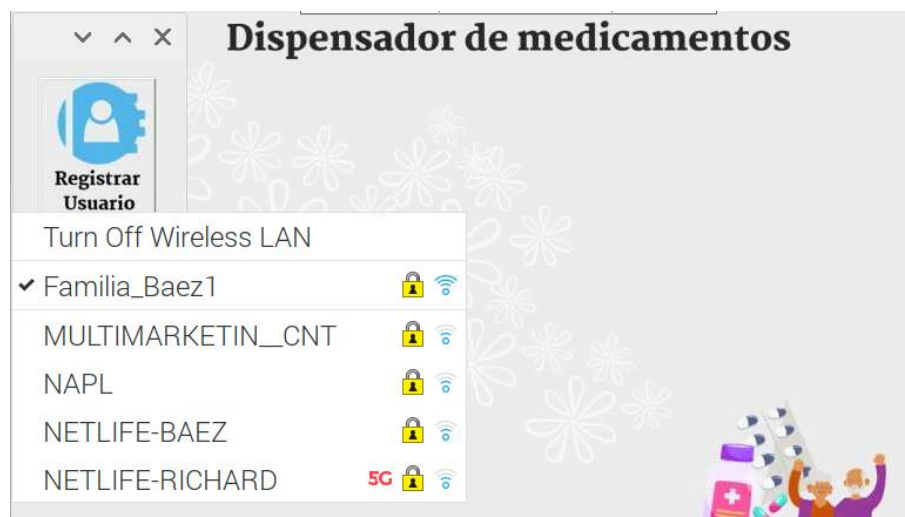 Dispensador de medicamentos
Registrar
Usuario
Turn Off Wireless LAN
Familia_Baez1
MULTIMARKETIN__CNT
NAPL
NETLIFE-BAEZ
NETLIFE-RICHARD 5G